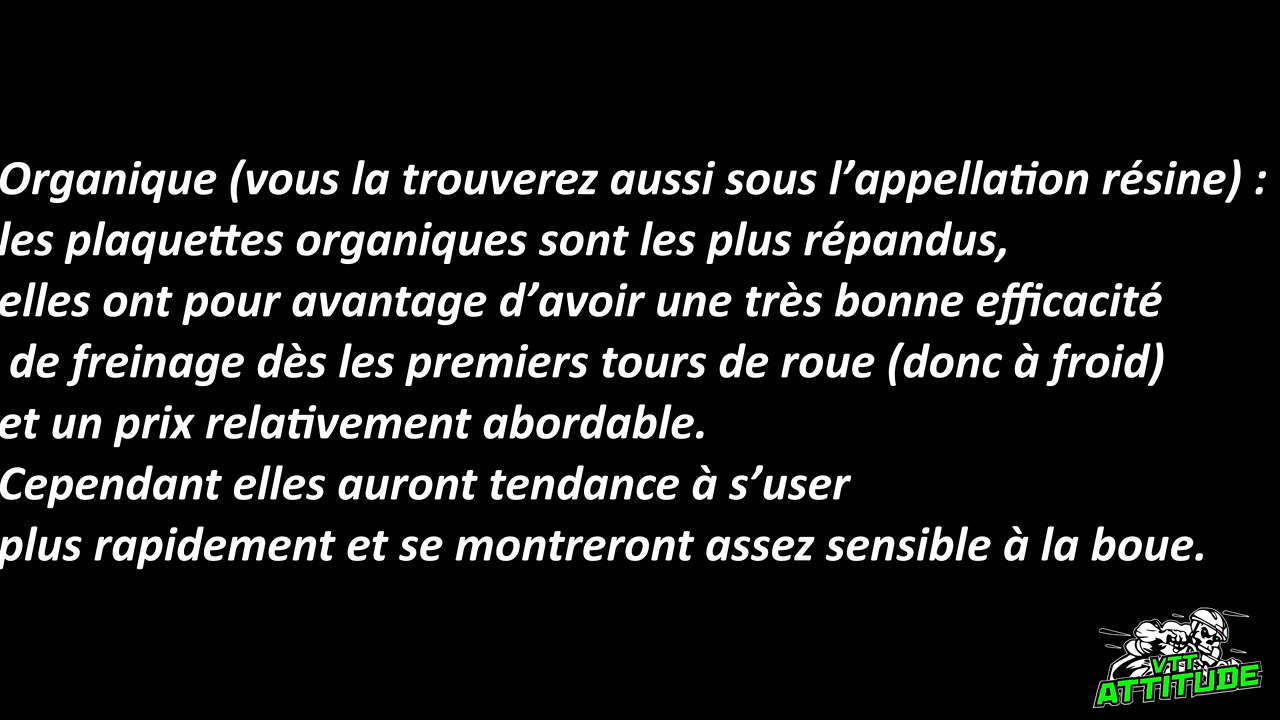 Organique (vous la trouverez aussi sous l’appellation résine) :
les plaquettes organiques sont les plus répandus,
elles ont pour avantage d’avoir une très bonne efficacité
de freinage dès les premiers tours de roue (donc à froid)
et un prix relativement abordable.
Cependant elles auront tendance à s’user
plus rapidement et se montreront assez sensible à la boue.
VTT
ATTITUDE